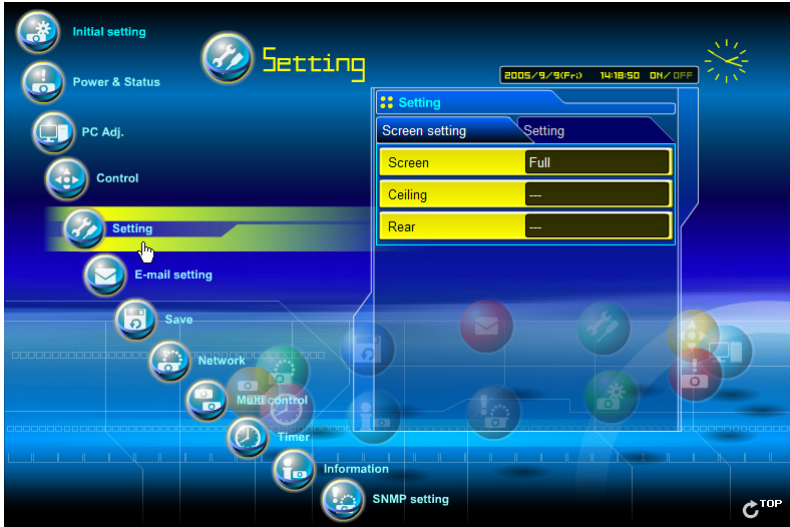 Initial setting
Power & Status
PC Adj.
Control
Setting
E-mail setting
Save
Network
Multi control
Timer
Information
SNMP setting
Setting
2005/9/9(Fri) 14:18:50 ON/OFF
Setting
Screen setting Setting
Screen Full
Ceiling ---
Rear ---
TOP